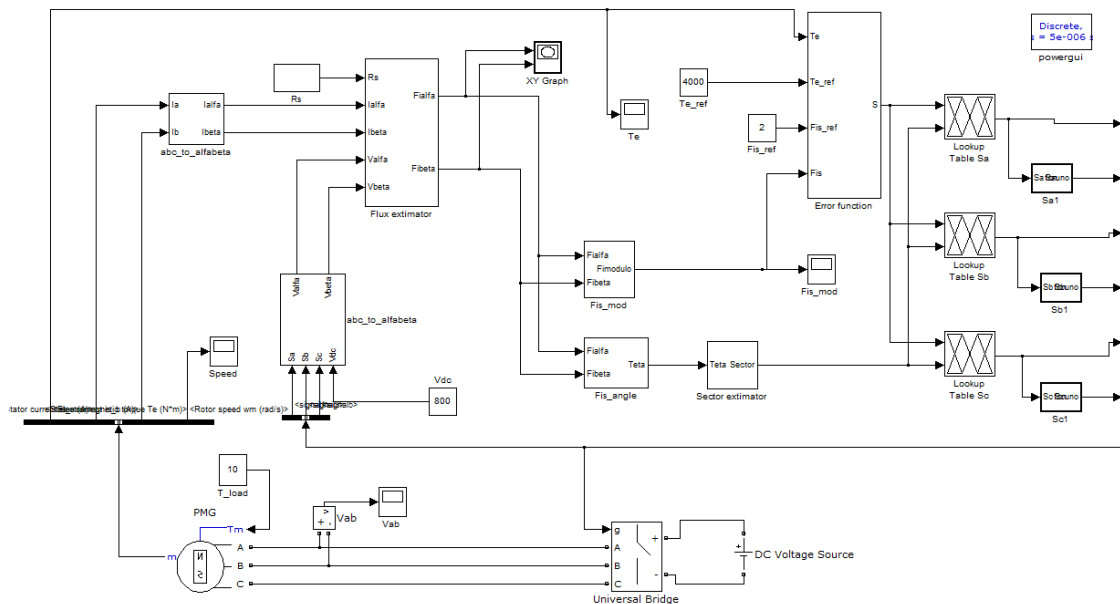 Discrete,
s = 5e-006 s
powergui
Te
Te_ref
Fis_ref
Fis
S
Error function
4000
Te_ref
2
Fis_ref
Te
XY Graph
Rs
Rs
Ialfa
Ibeta
Valfa
Vbeta
Fialfa
Fibeta
Flux extimator
Ia
Ib
Ialfa
Ibeta
abc_to_alfabeta
Lookup
Table Sa
Sa1
Lookup
Table Sb
Sb1
Lookup
Table Sc
Sc1
Fialfa
Fibeta
Fimodulo
Fis_mod
Fis_mod
Fialfa
Fibeta
Teta
Fis_angle
Teta Sector
Sector extimator
Valfa
Vbeta
Sa
Sb
Sc
Vdc
abc_to_alfabeta
Speed
Vdc
800
<Rotor speed wm (rad/s)>
10
T_load
PMG
Tm
m
N
S
A
B
C
Vab
Vab
g
A
B
C
+
-
Universal Bridge
+
DC Voltage Source